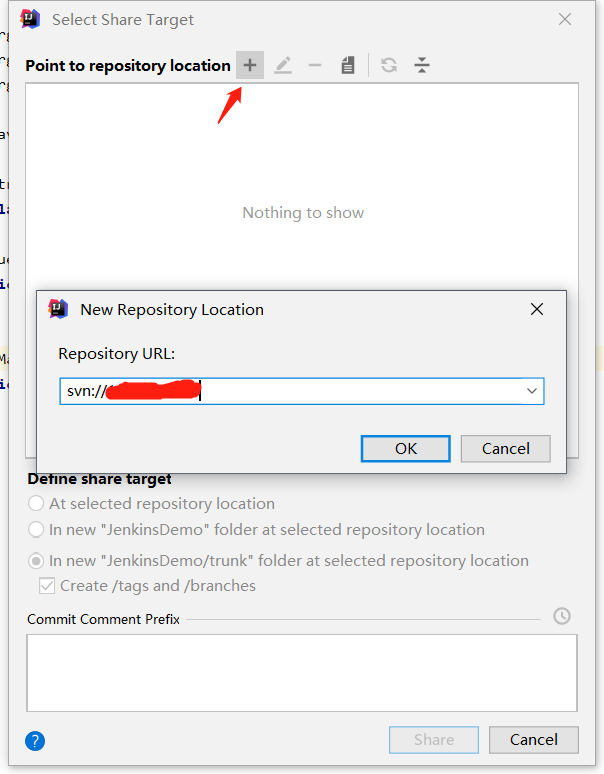 Select Share Target
Point to repository location
Nothing to show
New Repository Location
Repository URL:
svn://
OK
Cancel
Define share target
At selected repository location
In new "JenkinsDemo" folder at selected repository location
In new "JenkinsDemo/trunk" folder at selected repository location
Create /tags and /branches
Commit Comment Prefix
?
Share
Cancel